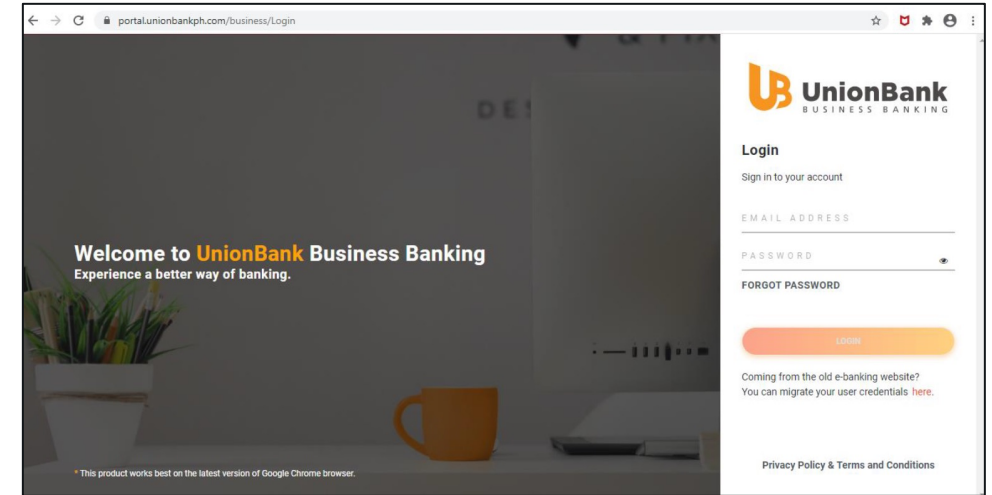 portal.unionbankph.com/business/Login
DES
Welcome to UnionBank Business Banking
Experience a better way of banking.
* This product works best on the latest version of Google Chrome browser.
UB UnionBank
BUSINESS BANKING
Login
Sign in to your account
EMAIL ADDRESS
PASSWORD
FORGOT PASSWORD
LOGIN
Coming from the old e-banking website?
You can migrate your user credentials here.
Privacy Policy & Terms and Conditions